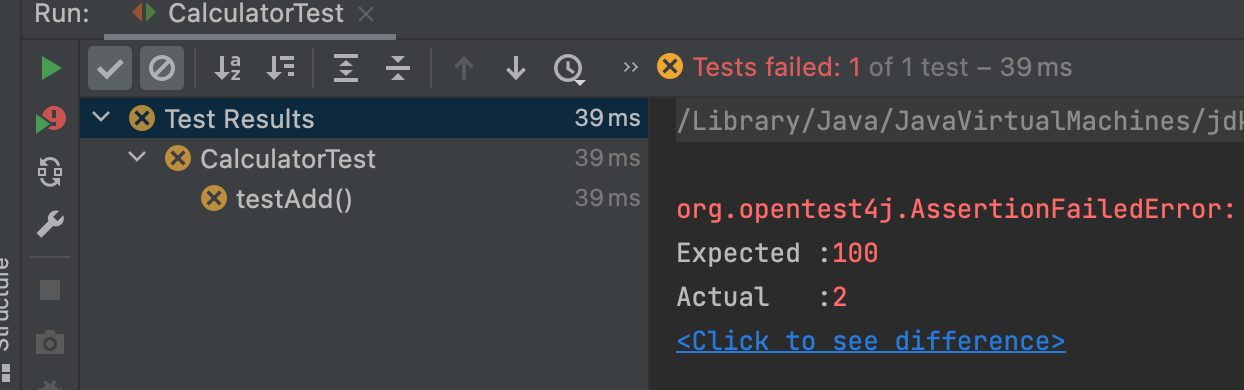 Run: CalculatorTest
Tests failed: 1 of 1 test – 39 ms
Test Results 39 ms
CalculatorTest 39 ms
testAdd() 39 ms
/Library/Java/JavaVirtualMachines/jdk
org.opentest4j.AssertionFailedError:
Expected :100
Actual :2
<Click to see difference>
Structure